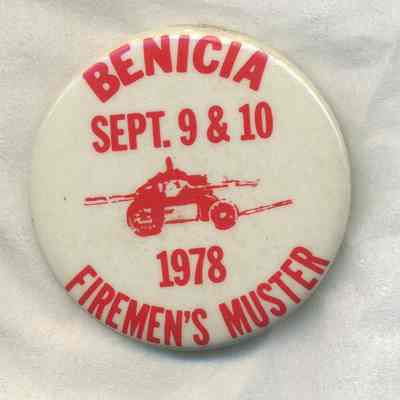 BENICIA
SEPT. 9 & 10
1978
FIREMEN'S MUSTER